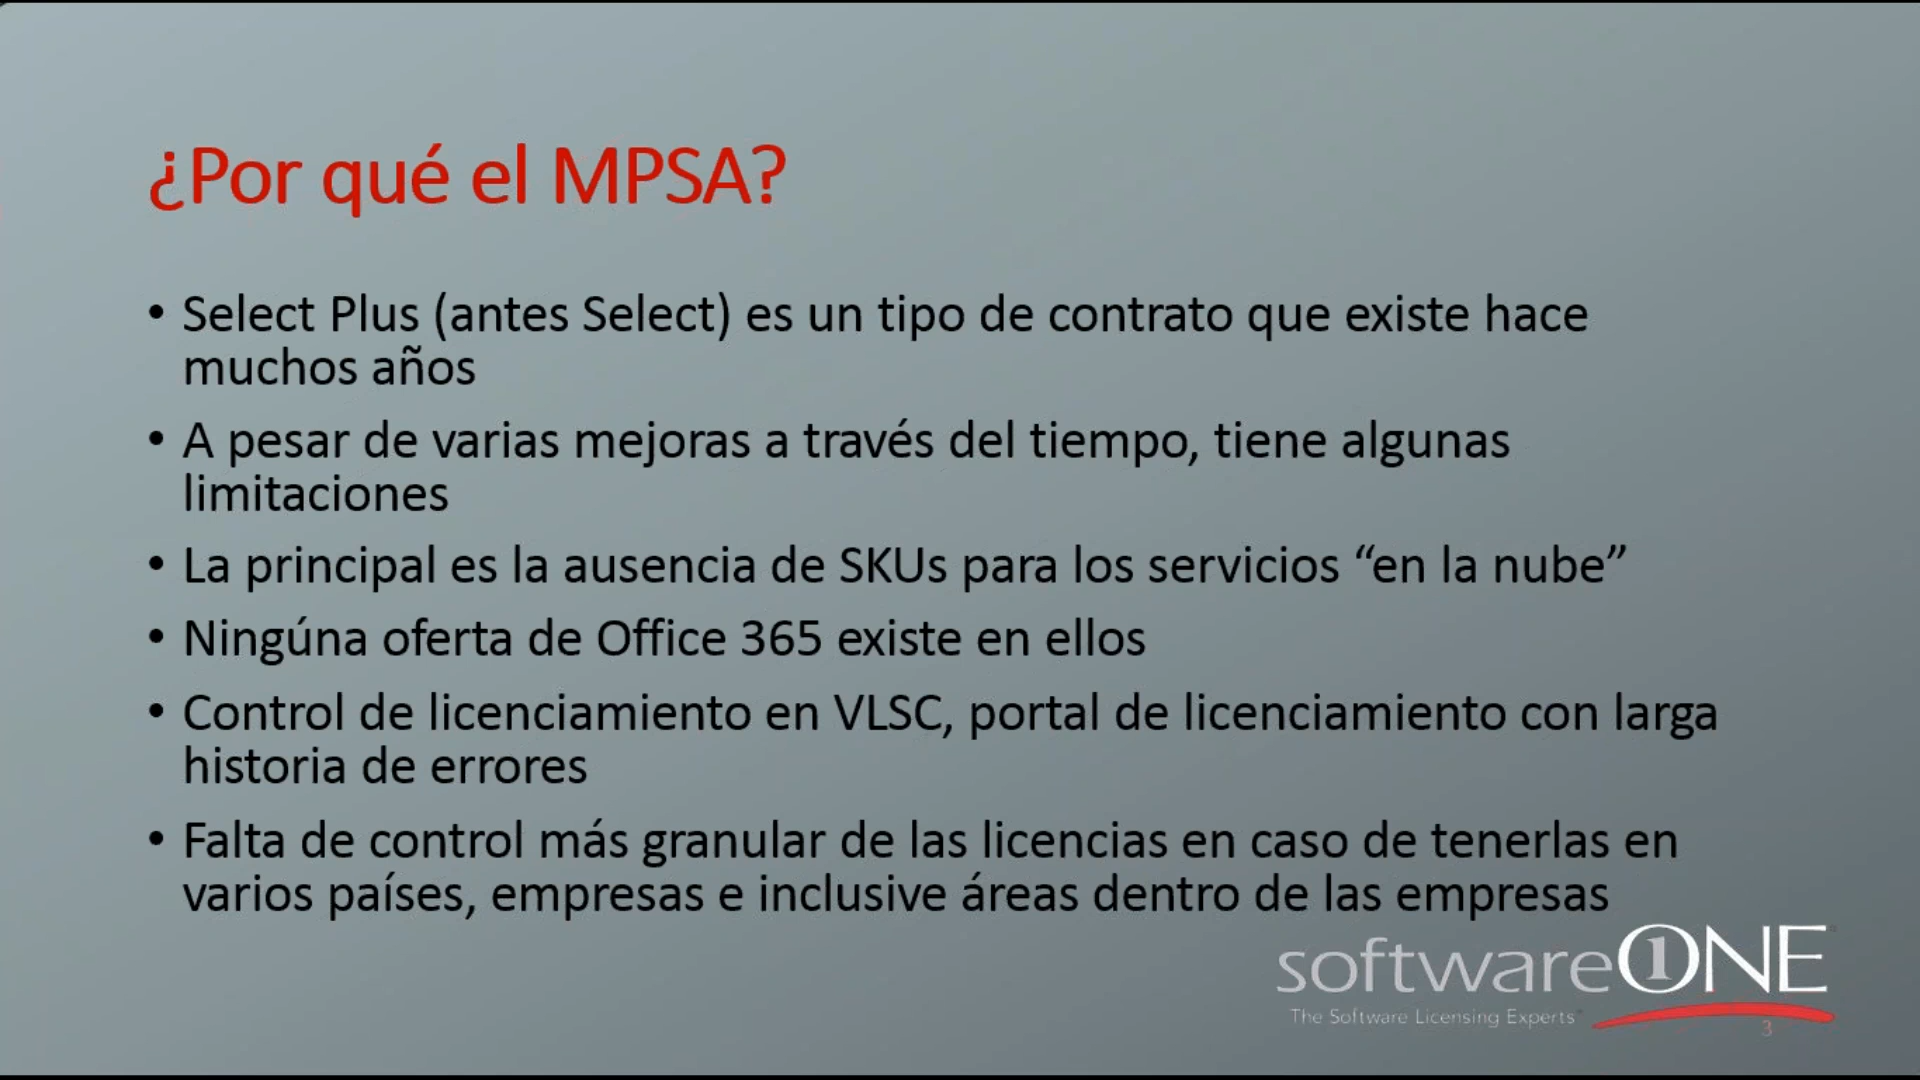 ¿Por qué el MPSA?
• Select Plus (antes Select) es un tipo de contrato que existe hace
muchos años
• A pesar de varias mejoras a través del tiempo, tiene algunas
limitaciones
• La principal es la ausencia de SKUs para los servicios “en la nube”
• Ningúna oferta de Office 365 existe en ellos
• Control de licenciamiento en VLSC, portal de licenciamiento con larga
historia de errores
• Falta de control más granular de las licencias en caso de tenerlas en
varios países, empresas e inclusive áreas dentro de las empresas
software1ONE
The Software Licensing Experts
3